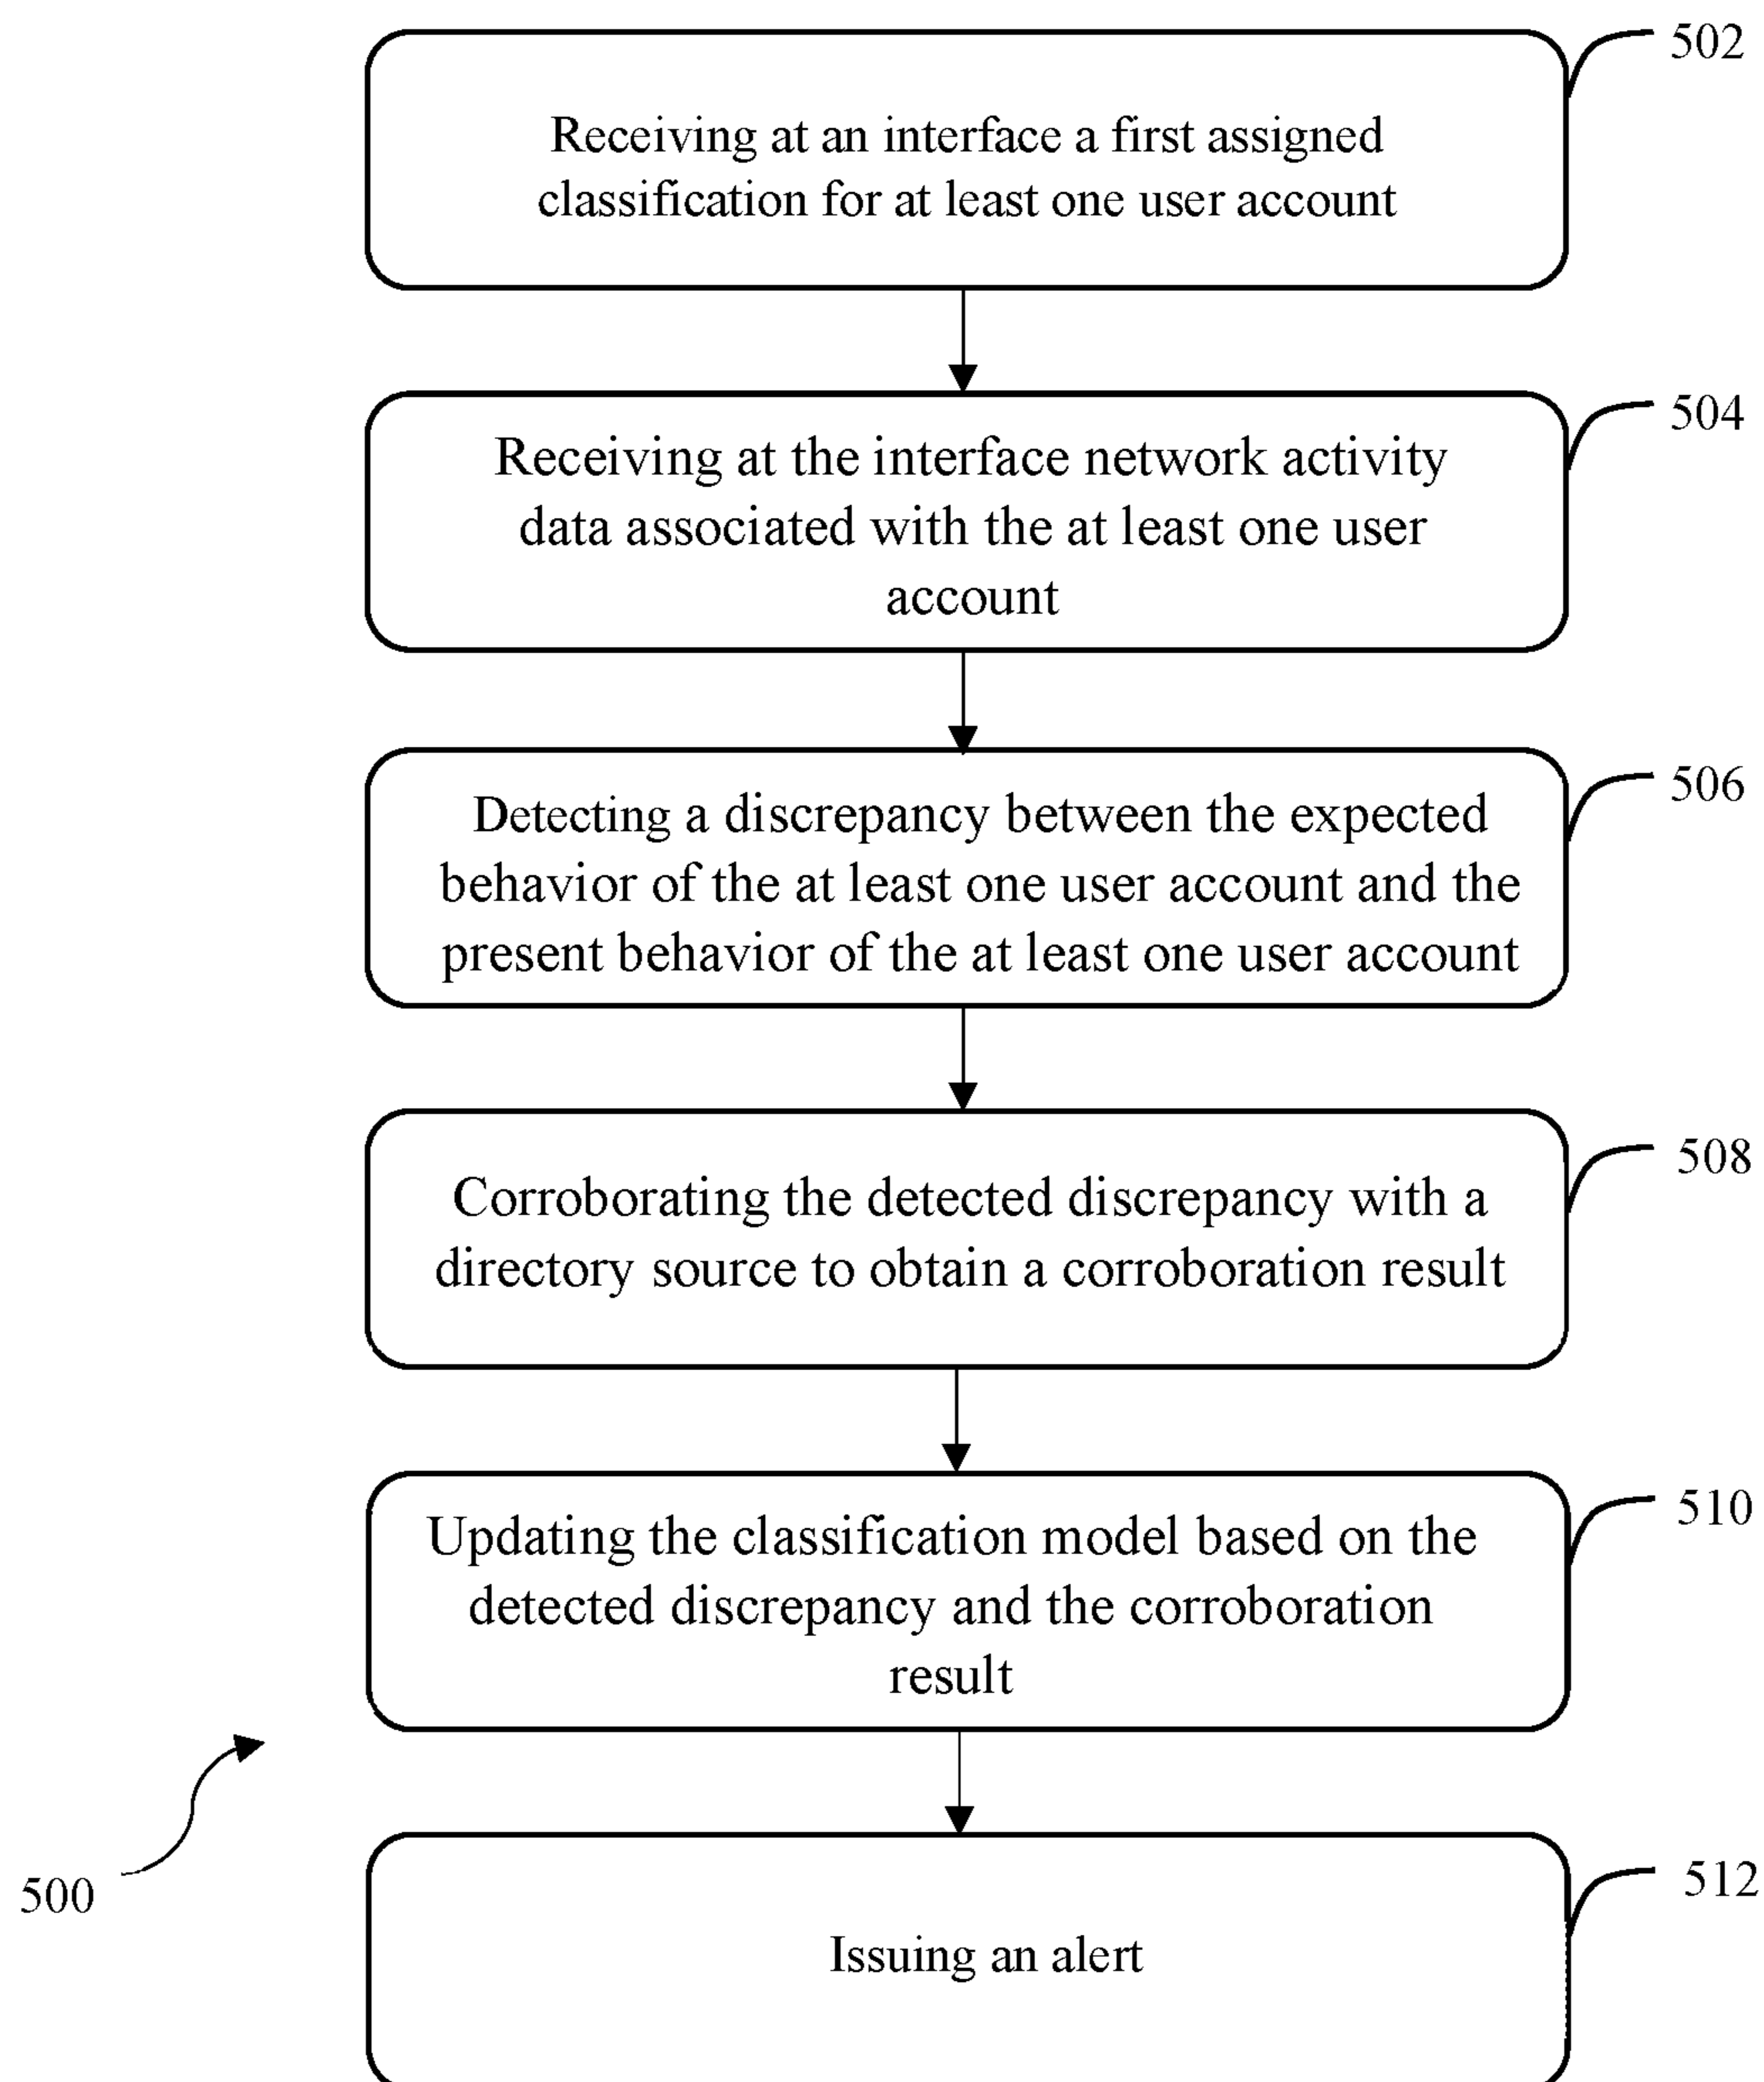 502
Receiving at an interface a first assigned
classification for at least one user account
504
Receiving at the interface network activity
data associated with the at least one user
account
506
Detecting a discrepancy between the expected
behavior of the at least one user account and the
present behavior of the at least one user account
508
Corroborating the detected discrepancy with a
directory source to obtain a corroboration result
510
Updating the classification model based on the
detected discrepancy and the corroboration
result
500
512
Issuing an alert